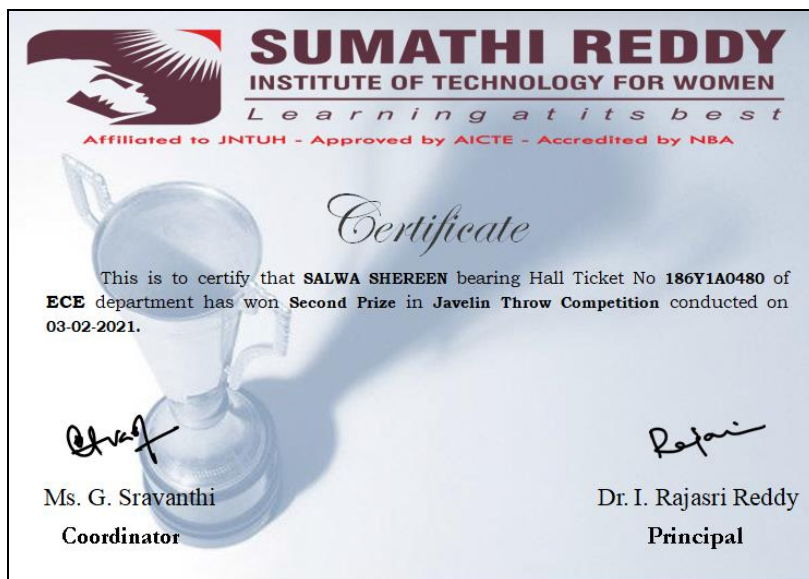 SUMATHI REDDY
INSTITUTE OF TECHNOLOGY FOR WOMEN
Learning at its best
Affiliated to JNTUH - Approved by AICTE - Accredited by NBA
Certificate
This is to certify that SALWA SHEREEN bearing Hall Ticket No 186Y1A0480 of
ECE department has won Second Prize in Javelin Throw Competition conducted on
03-02-2021.
Ms. G. Sravanthi
Dr. I. Rajasri Reddy
Coordinator
Principal